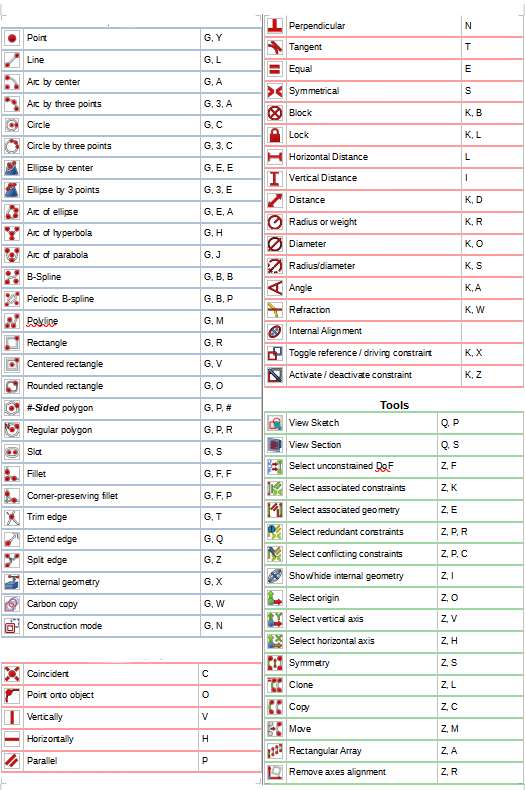 Point G, Y
Line G, L
Arc by center G, A
Arc by three points G, 3, A
Circle G, C
Circle by three points G, 3, C
Ellipse by center G, E, E
Ellipse by 3 points G, 3, E
Arc of ellipse G, E, A
Arc of hyperbola G, H
Arc of parabola G, J
B-Spline G, B, B
Periodic B-spline G, B, P
Polyline G, M
Rectangle G, R
Centered rectangle G, V
Rounded rectangle G, O
#-Sided polygon G, P, #
Regular polygon G, P, R
Slot G, S
Fillet G, F, F
Corner-preserving fillet G, F, P
Trim edge G, T
Extend edge G, Q
Split edge G, Z
External geometry G, X
Carbon copy G, W
Construction mode G, N
Coincident C
Point onto object O
Vertically V
Horizontally H
Parallel P
Perpendicular N
Tangent T
Equal E
Symmetrical S
Block K, B
Lock K, L
Horizontal Distance L
Vertical Distance I
Distance K, D
Radius or weight K, R
Diameter K, O
Radius/diameter K, S
Angle K, A
Refraction K, W
Internal Alignment
Toggle reference / driving constraint K, X
Activate / deactivate constraint K, Z
Tools
View Sketch Q, P
View Section Q, S
Select unconstrained DoF Z, F
Select associated constraints Z, K
Select associated geometry Z, E
Select redundant constraints Z, P, R
Select conflicting constraints Z, P, C
Show/hide internal geometry Z, I
Select origin Z, O
Select vertical axis Z, V
Select horizontal axis Z, H
Symmetry Z, S
Clone Z, L
Copy Z, C
Move Z, M
Rectangular Array Z, A
Remove axes alignment Z, R